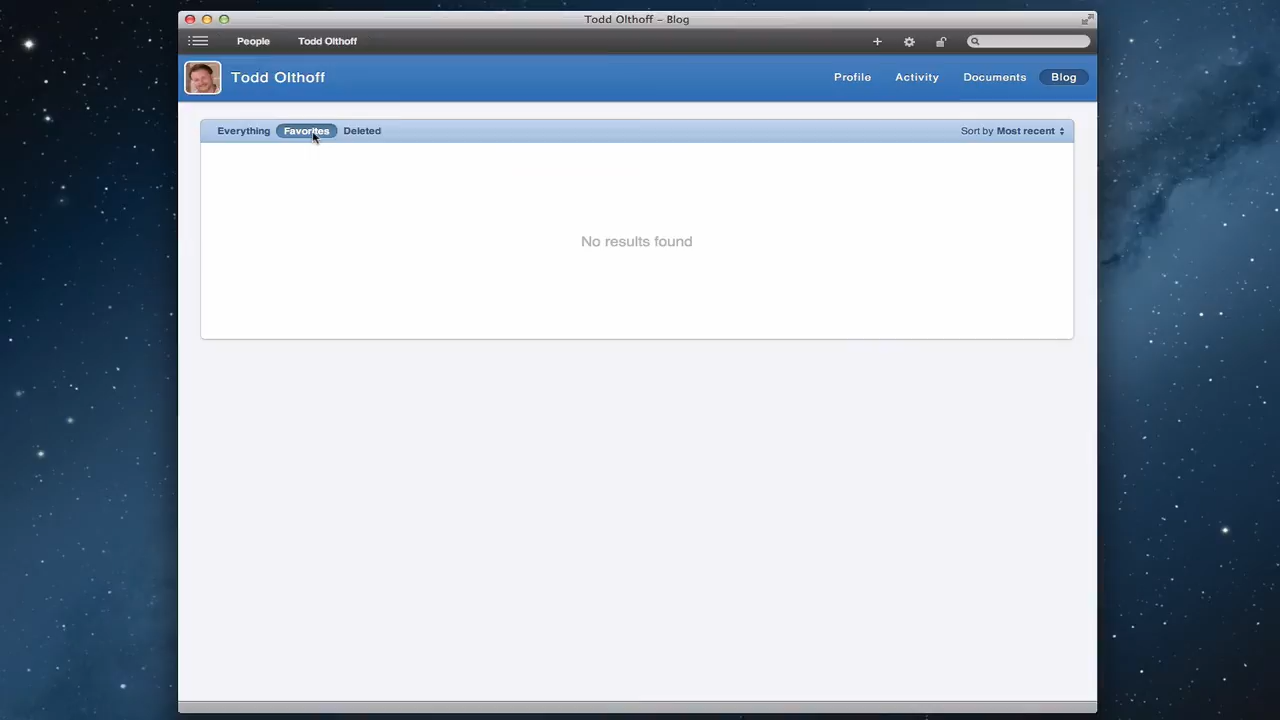 Todd Olthoff – Blog
People Todd Olthoff
Todd Olthoff Profile Activity Documents Blog
Everything Favorites Deleted Sort by Most recent
No results found